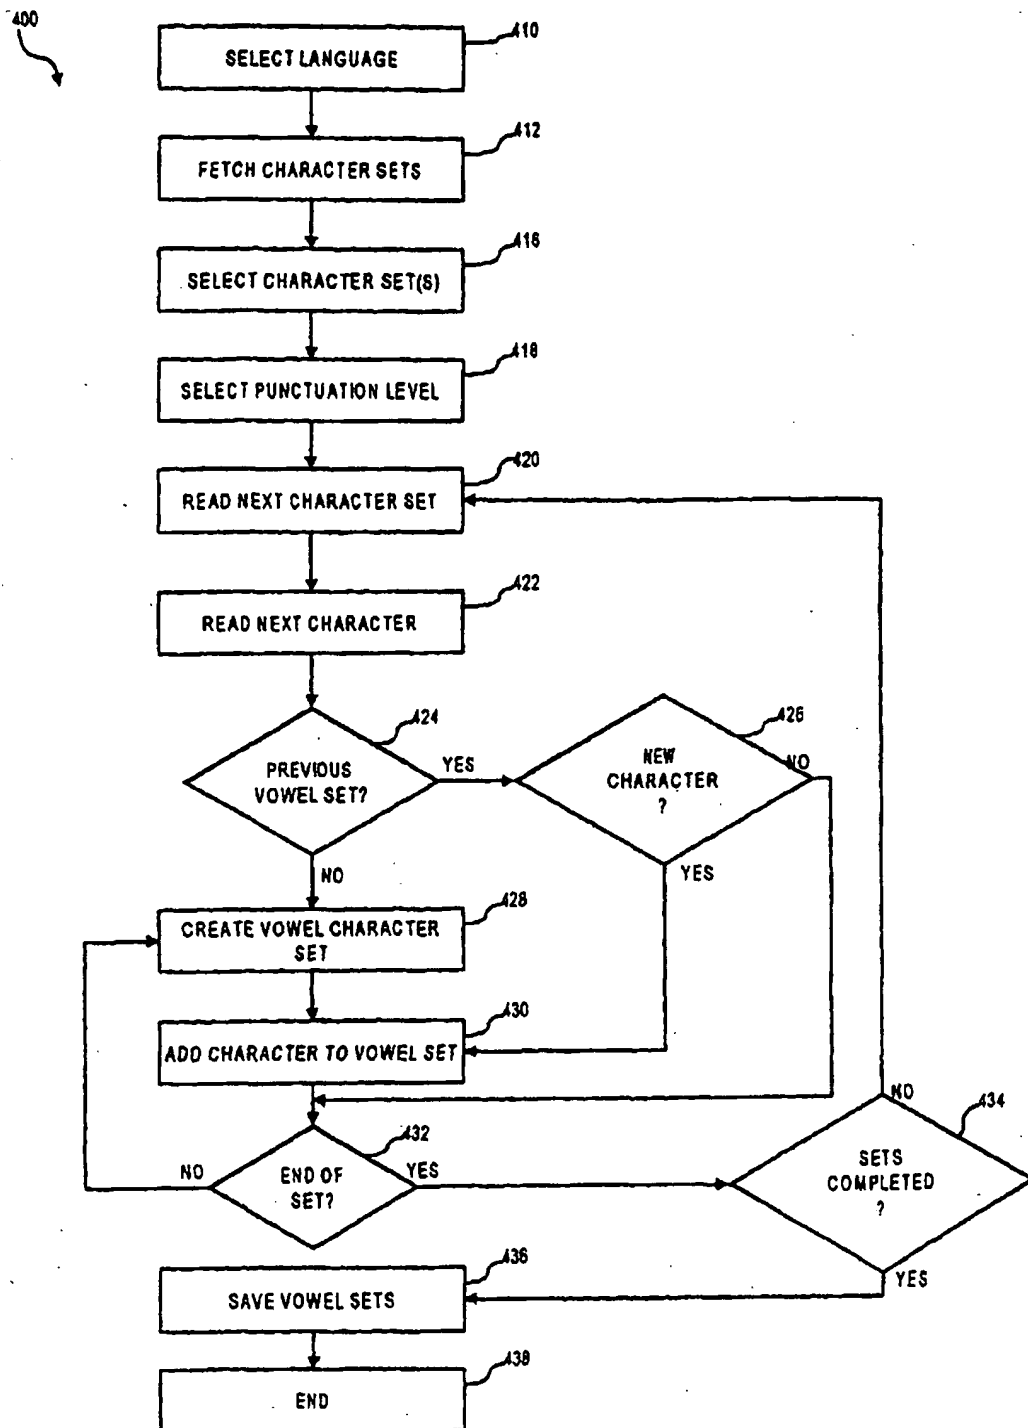 400
410
SELECT LANGUAGE
412
FETCH CHARACTER SETS
416
SELECT CHARACTER SET(S)
418
SELECT PUNCTUATION LEVEL
420
READ NEXT CHARACTER SET
422
READ NEXT CHARACTER
424
PREVIOUS
VOWEL SET?
YES
426
NEW
CHARACTER
?
NO
YES
NO
428
CREATE VOWEL CHARACTER
SET
430
ADD CHARACTER TO VOWEL SET
432
END OF
SET?
NO
YES
434
SETS
COMPLETED
?
NO
YES
436
SAVE VOWEL SETS
438
END